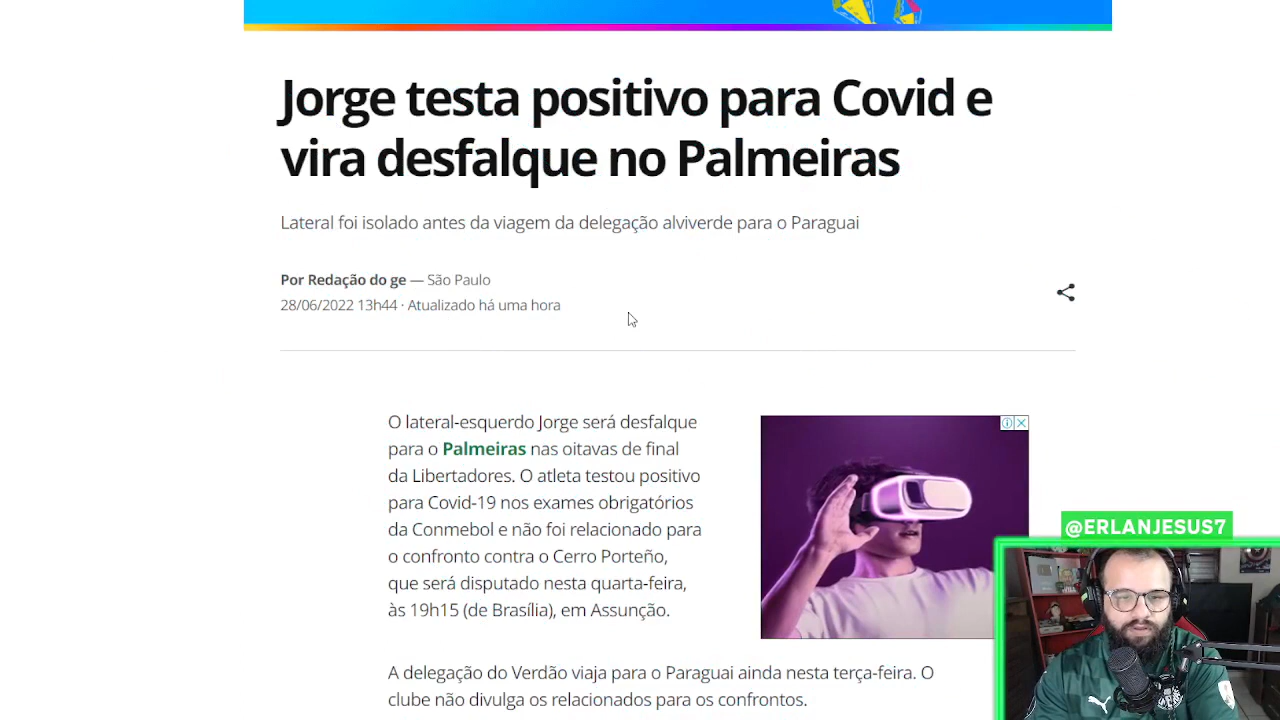 Jorge testa positivo para Covid e
vira desfalque no Palmeiras
Lateral foi isolado antes da viagem da delegação alviverde para o Paraguai
Por Redação do ge — São Paulo
28/06/2022 13h44 · Atualizado há uma hora
O lateral-esquerdo Jorge será desfalque
para o Palmeiras nas oitavas de final
da Libertadores. O atleta testou positivo
para Covid-19 nos exames obrigatórios
da Conmebol e não foi relacionado para
o confronto contra o Cerro Porteño,
que será disputado nesta quarta-feira,
às 19h15 (de Brasília), em Assunção.
A delegação do Verdão viaja para o Paraguai ainda nesta terça-feira. O
clube não divulga os relacionados para os confrontos.
@ERLANJESUS7